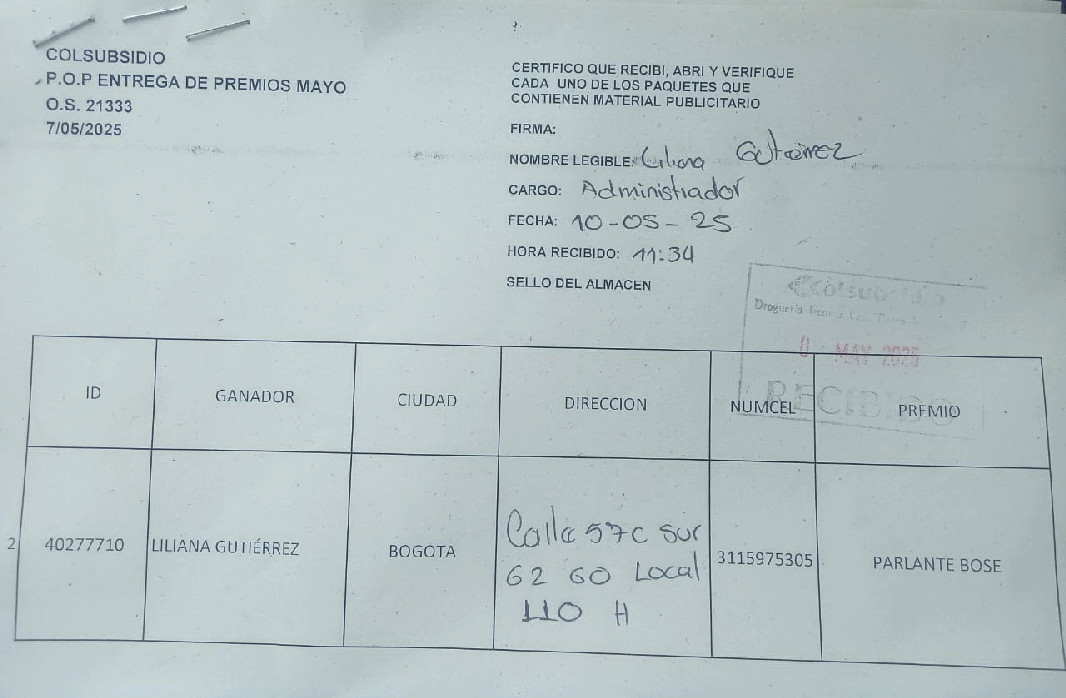 COLSUBSIDIO
P.O.P ENTREGA DE PREMIOS MAYO
O.S. 21333
7/05/2025
CERTIFICO QUE RECIBI, ABRI Y VERIFIQUE
CADA UNO DE LOS PAQUETES QUE
CONTIENEN MATERIAL PUBLICITARIO
FIRMA:
NOMBRE LEGIBLE: Liliana Gutierrez
CARGO: Administrador
FECHA: 10-05-25
HORA RECIBIDO: 11:34
SELLO DEL ALMACEN
Colsubsidio
Droguería
MAY 2025
RECIBIDO
ID GANADOR CIUDAD DIRECCION NUMCEL PREMIO
2 40277710 LILIANA GUTIÉRREZ BOGOTA Calle 57C Sur 62 60 Local 110 H 3115975305 PARLANTE BOSE